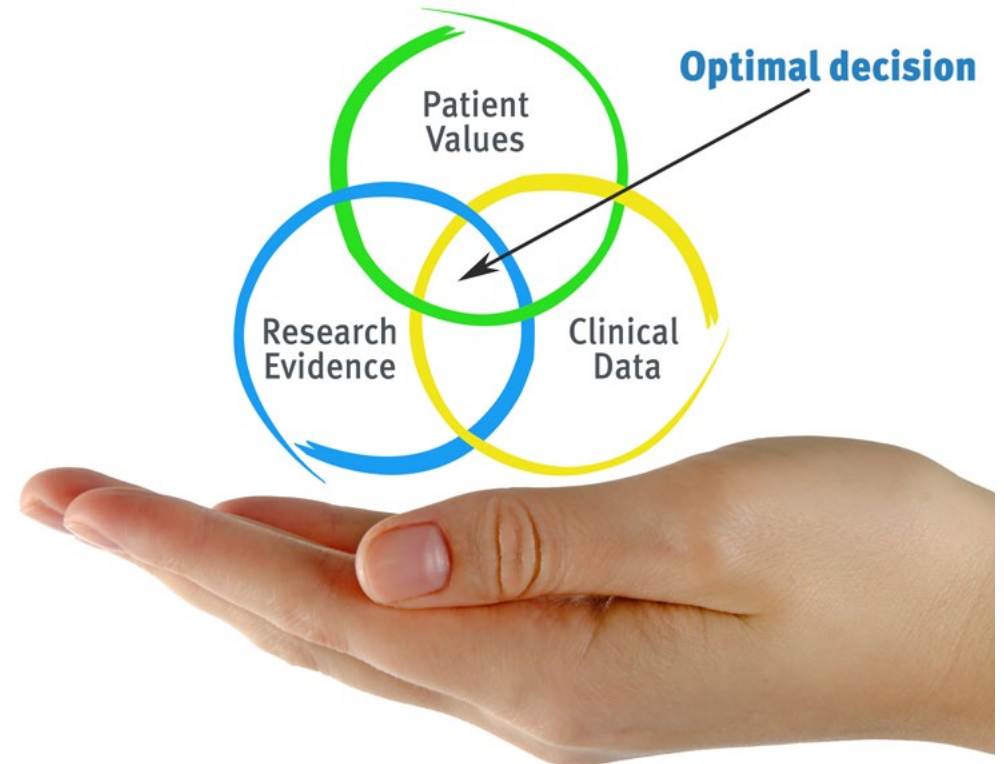 Optimal decision
Patient
Values
Research
Evidence
Clinical
Data